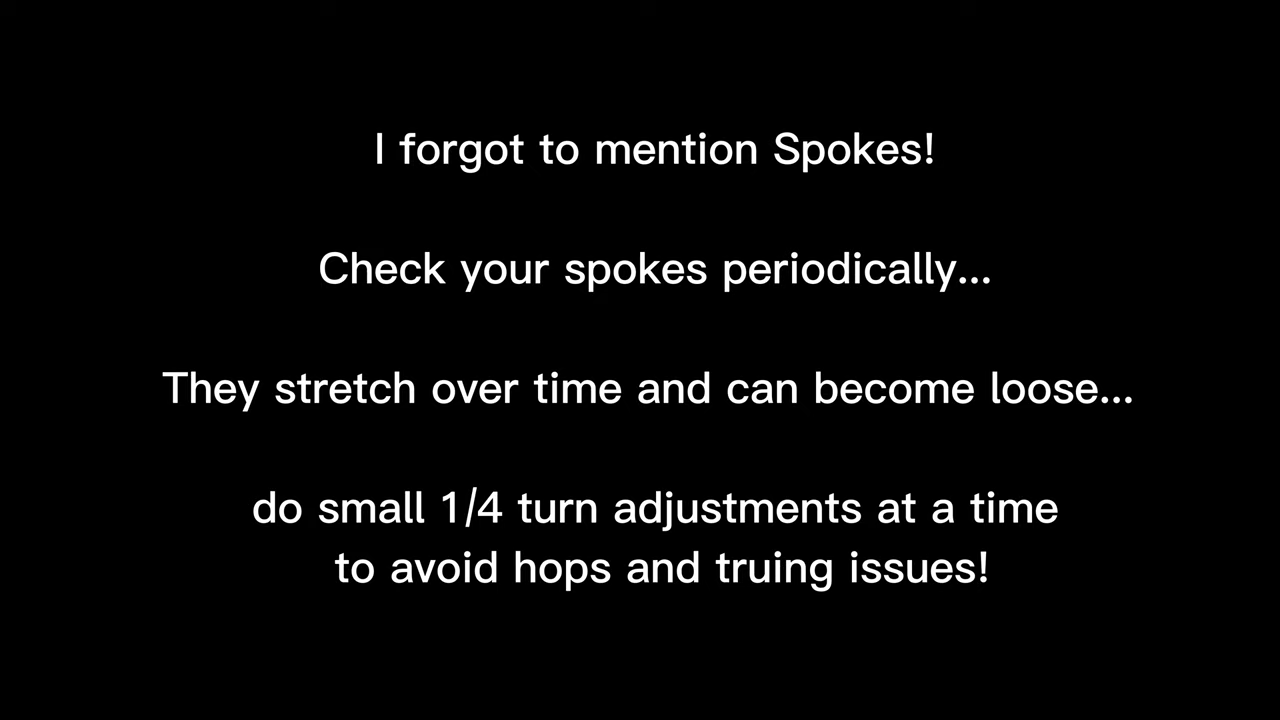 I forgot to mention Spokes!
Check your spokes periodically...
They stretch over time and can become loose...
do small 1/4 turn adjustments at a time
to avoid hops and truing issues!